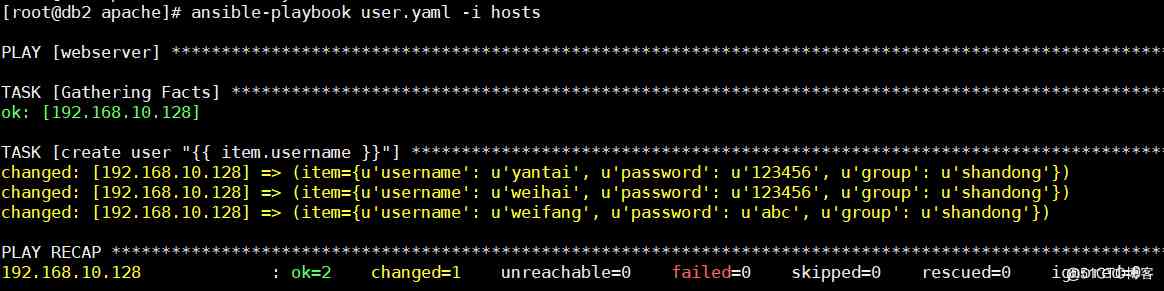 [root@db2 apache]# ansible-playbook user.yaml -i hosts
PLAY [webserver] ****************************************************************************************************
TASK [Gathering Facts] **********************************************************************************************
ok: [192.168.10.128]
TASK [create user "{{ item.username }}"] ****************************************************************************
changed: [192.168.10.128] => (item={u'username': u'yantai', u'password': u'123456', u'group': u'shandong'})
changed: [192.168.10.128] => (item={u'username': u'weihai', u'password': u'123456', u'group': u'shandong'})
changed: [192.168.10.128] => (item={u'username': u'weifang', u'password': u'abc', u'group': u'shandong'})
PLAY RECAP **********************************************************************************************************
192.168.10.128 : ok=2 changed=1 unreachable=0 failed=0 skipped=0 rescued=0 ignored=0
@51CTO博客